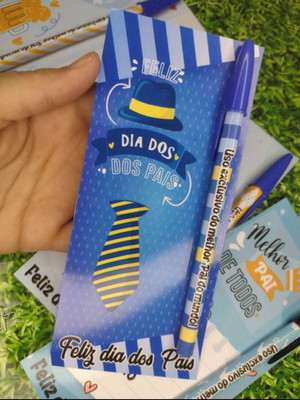 FELIZ
DIA DOS
DOS PAIS
Feliz dia dos Pais
Uso exclusivo do melhor Pai do mundo!
Melhor
PAI
DE TODOS
Feliz
Uso exclusivo do melhor
Feliz